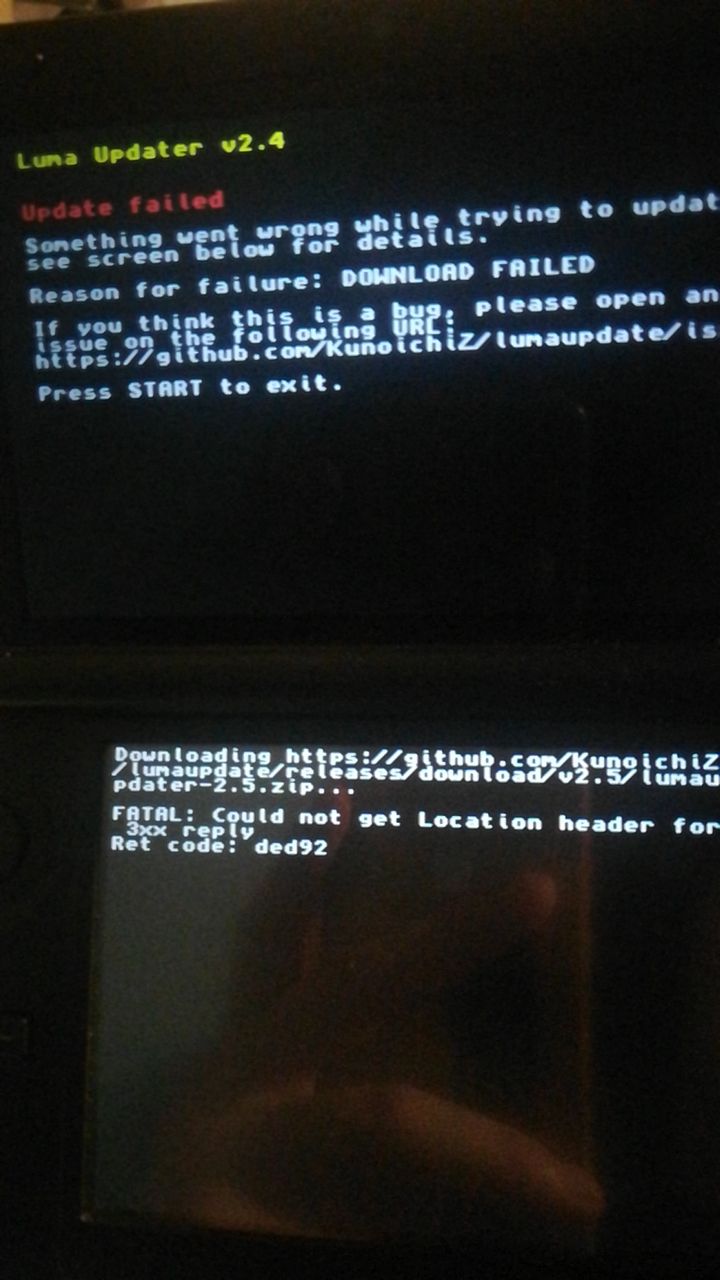 Luma Updater v2.4
Update failed
Something went wrong while trying to updat
see screen below for details.
Reason for failure: DOWNLOAD FAILED
If you think this is a bug, please open an
issue on the following URL:
https://github.com/KunoichiZ/lumaupdate/is
Press START to exit.
Downloading https://github.com/KunoichiZ
/lumaupdate/releases/download/v2.5/lumau
pdater-2.5.zip...
FATAL: Could not get Location header for
3xx reply
Ret code: ded92